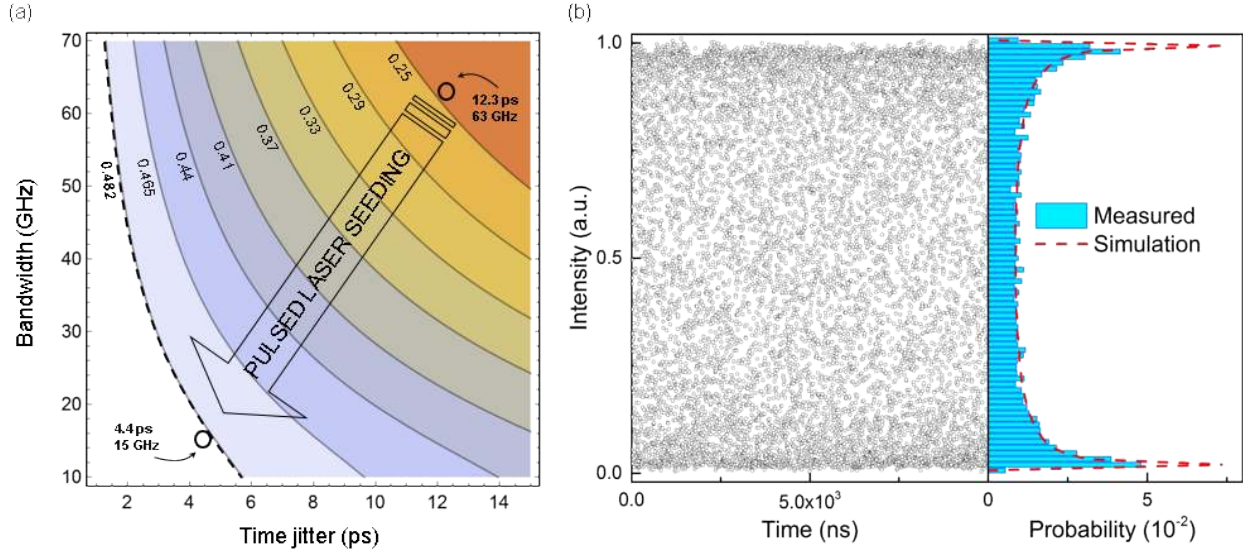 (a)
Bandwidth (GHz)
70
60
50
40
30
20
10
2
4
6
8
10
12
14
Time jitter (ps)
0.482
0.465
0.44
0.41
0.37
0.33
0.29
0.25
12.3 ps
63 GHz
PULSED LASER SEEDING
4.4 ps
15 GHz
(b)
Intensity (a.u.)
1.0
0.5
0.0
0.0
5.0x10³
Time (ns)
Measured
Simulation
0
5
Probability (10⁻²)